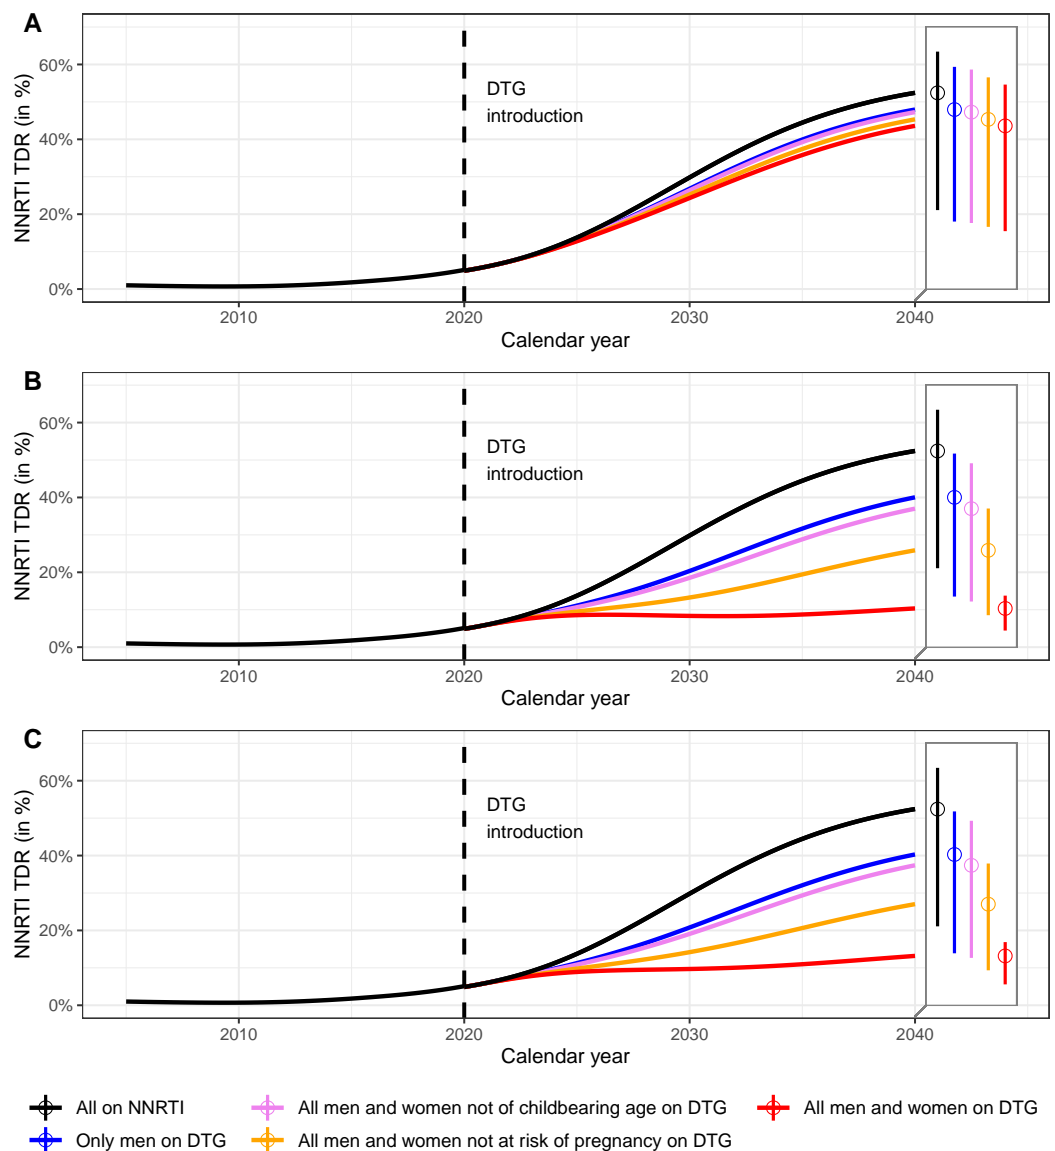 A
NNRTI TDR (in %)
60%
40%
20%
0%
DTG
introduction
2010
2020
2030
2040
Calendar year
B
NNRTI TDR (in %)
60%
40%
20%
0%
DTG
introduction
2010
2020
2030
2040
Calendar year
C
NNRTI TDR (in %)
60%
40%
20%
0%
DTG
introduction
2010
2020
2030
2040
Calendar year
All on NNRTI
All men and women not of childbearing age on DTG
All men and women on DTG
Only men on DTG
All men and women not at risk of pregnancy on DTG